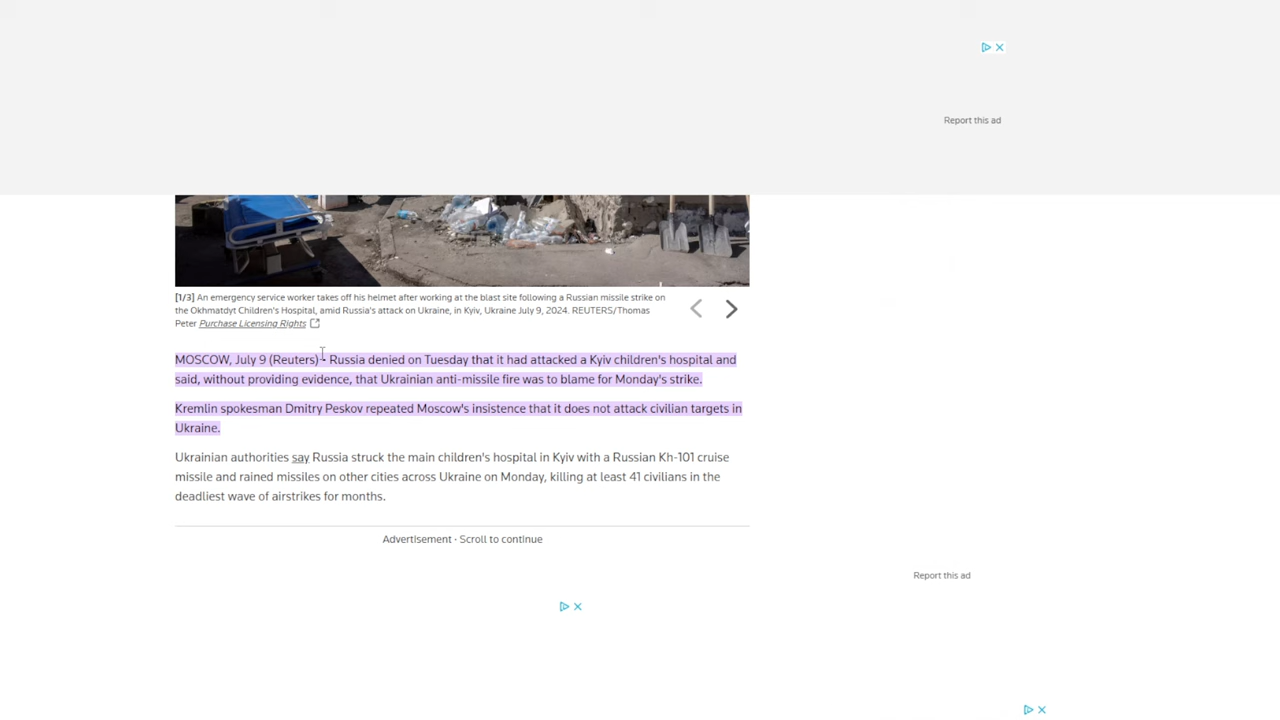 Report this ad
[1/3] An emergency service worker takes off his helmet after working at the blast site following a Russian missile strike on
the Okhmatdyt Children's Hospital, amid Russia's attack on Ukraine, in Kyiv, Ukraine July 9, 2024. REUTERS/Thomas
Peter Purchase Licensing Rights
MOSCOW, July 9 (Reuters) - Russia denied on Tuesday that it had attacked a Kyiv children's hospital and
said, without providing evidence, that Ukrainian anti-missile fire was to blame for Monday's strike.
Kremlin spokesman Dmitry Peskov repeated Moscow's insistence that it does not attack civilian targets in
Ukraine.
Ukrainian authorities say Russia struck the main children's hospital in Kyiv with a Russian Kh-101 cruise
missile and rained missiles on other cities across Ukraine on Monday, killing at least 41 civilians in the
deadliest wave of airstrikes for months.
Advertisement · Scroll to continue
Report this ad